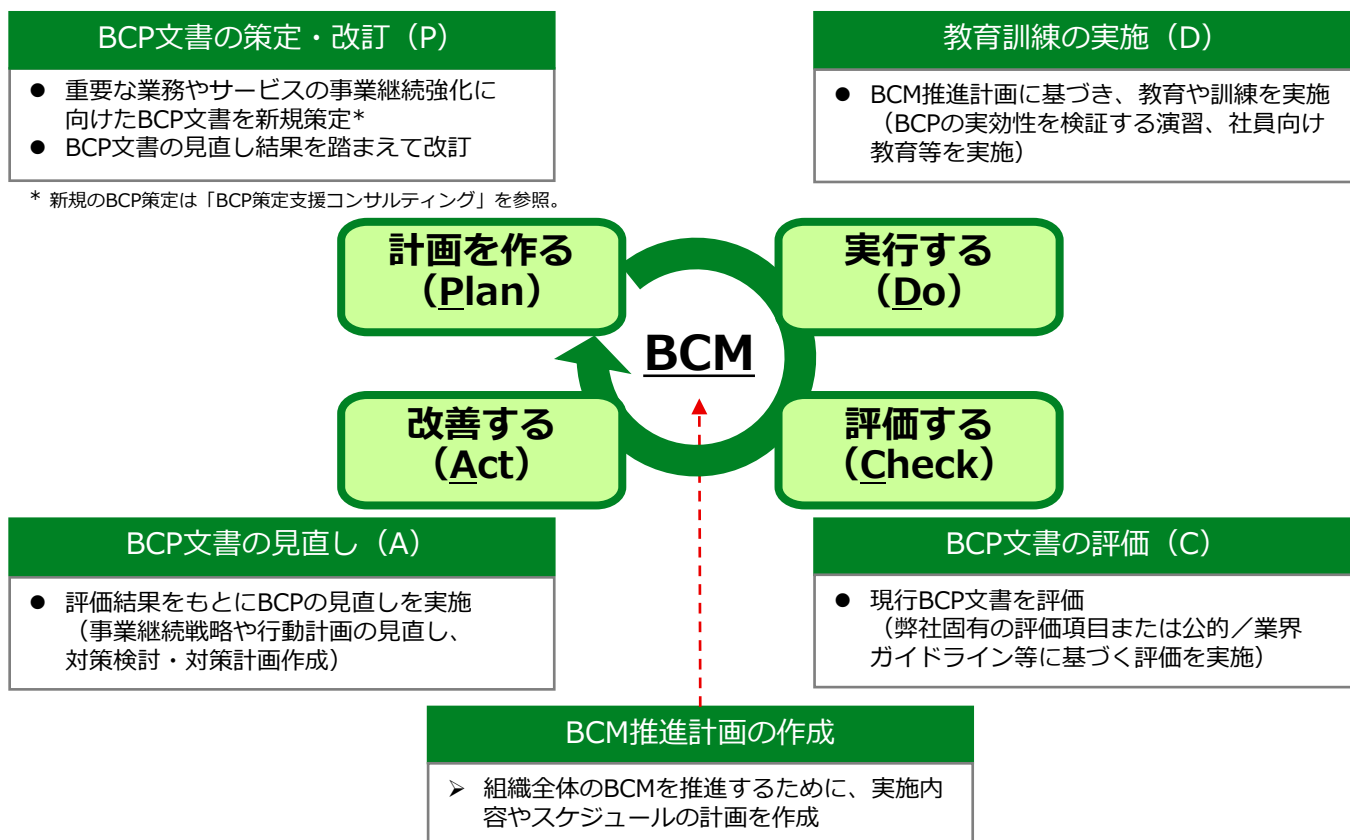 BCP文書の策定・改訂（P）
● 重要な業務やサービスの事業継続強化に
向けたBCP文書を新規策定*
● BCP文書の見直し結果を踏まえて改訂
* 新規のBCP策定は「BCP策定支援コンサルティング」を参照。
教育訓練の実施（D）
● BCM推進計画に基づき、教育や訓練を実施
（BCPの実効性を検証する演習、社員向け
教育等を実施）
計画を作る
（Plan）
実行する
（Do）
BCM
改善する
（Act）
評価する
（Check）
BCP文書の見直し（A）
● 評価結果をもとにBCPの見直しを実施
（事業継続戦略や行動計画の見直し、
対策検討・対策計画作成）
BCP文書の評価（C）
● 現行BCP文書を評価
（弊社固有の評価項目または公的／業界
ガイドライン等に基づく評価を実施）
BCM推進計画の作成
➢ 組織全体のBCMを推進するために、実施内
容やスケジュールの計画を作成